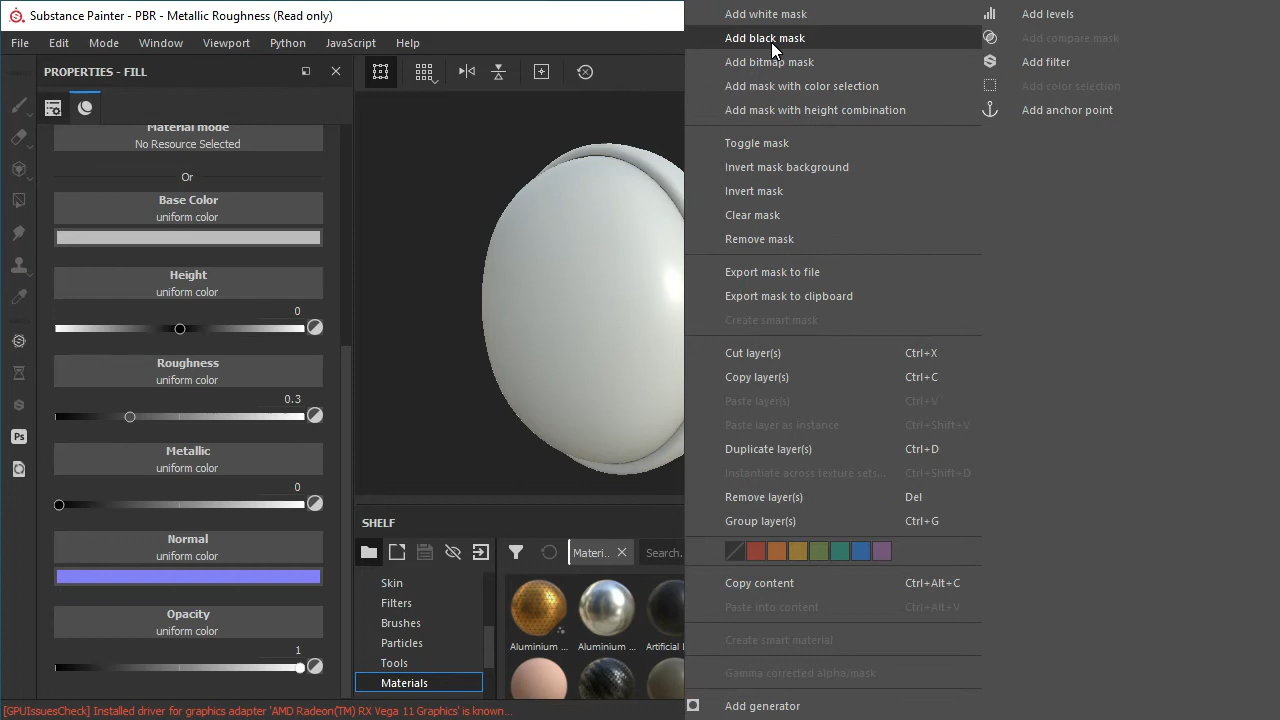 Substance Painter - PBR - Metallic Roughness (Read only)
File Edit Mode Window Viewport Python JavaScript Help
PROPERTIES - FILL
Material mode
No Resource Selected
Or
Base Color
uniform color
Height
uniform color
0
Roughness
uniform color
0.3
Metallic
uniform color
0
Normal
uniform color
Opacity
uniform color
1
Ps
SHELF
Materi..
Search.
Skin
Filters
Brushes
Particles
Tools
Materials
Aluminium ...
Aluminium ...
Artificial
Add white mask
Add black mask
Add bitmap mask
Add mask with color selection
Add mask with height combination
Toggle mask
Invert mask background
Invert mask
Clear mask
Remove mask
Export mask to file
Export mask to clipboard
Create smart mask
Cut layer(s) Ctrl+X
Copy layer(s) Ctrl+C
Paste layer(s) Ctrl+V
Paste layer as instance Ctrl+Shift+V
Duplicate layer(s) Ctrl+D
Instantiate across texture sets... Ctrl+Shift+D
Remove layer(s) Del
Group layer(s) Ctrl+G
Copy content Ctrl+Alt+C
Paste into content Ctrl+Alt+V
Create smart material
Gamma corrected alpha/mask
Add generator
Add levels
Add compare mask
Add filter
Add color selection
Add anchor point
[GPUIssuesCheck] Installed driver for graphics adapter 'AMD Radeon(TM) RX Vega 11 Graphics' is known...